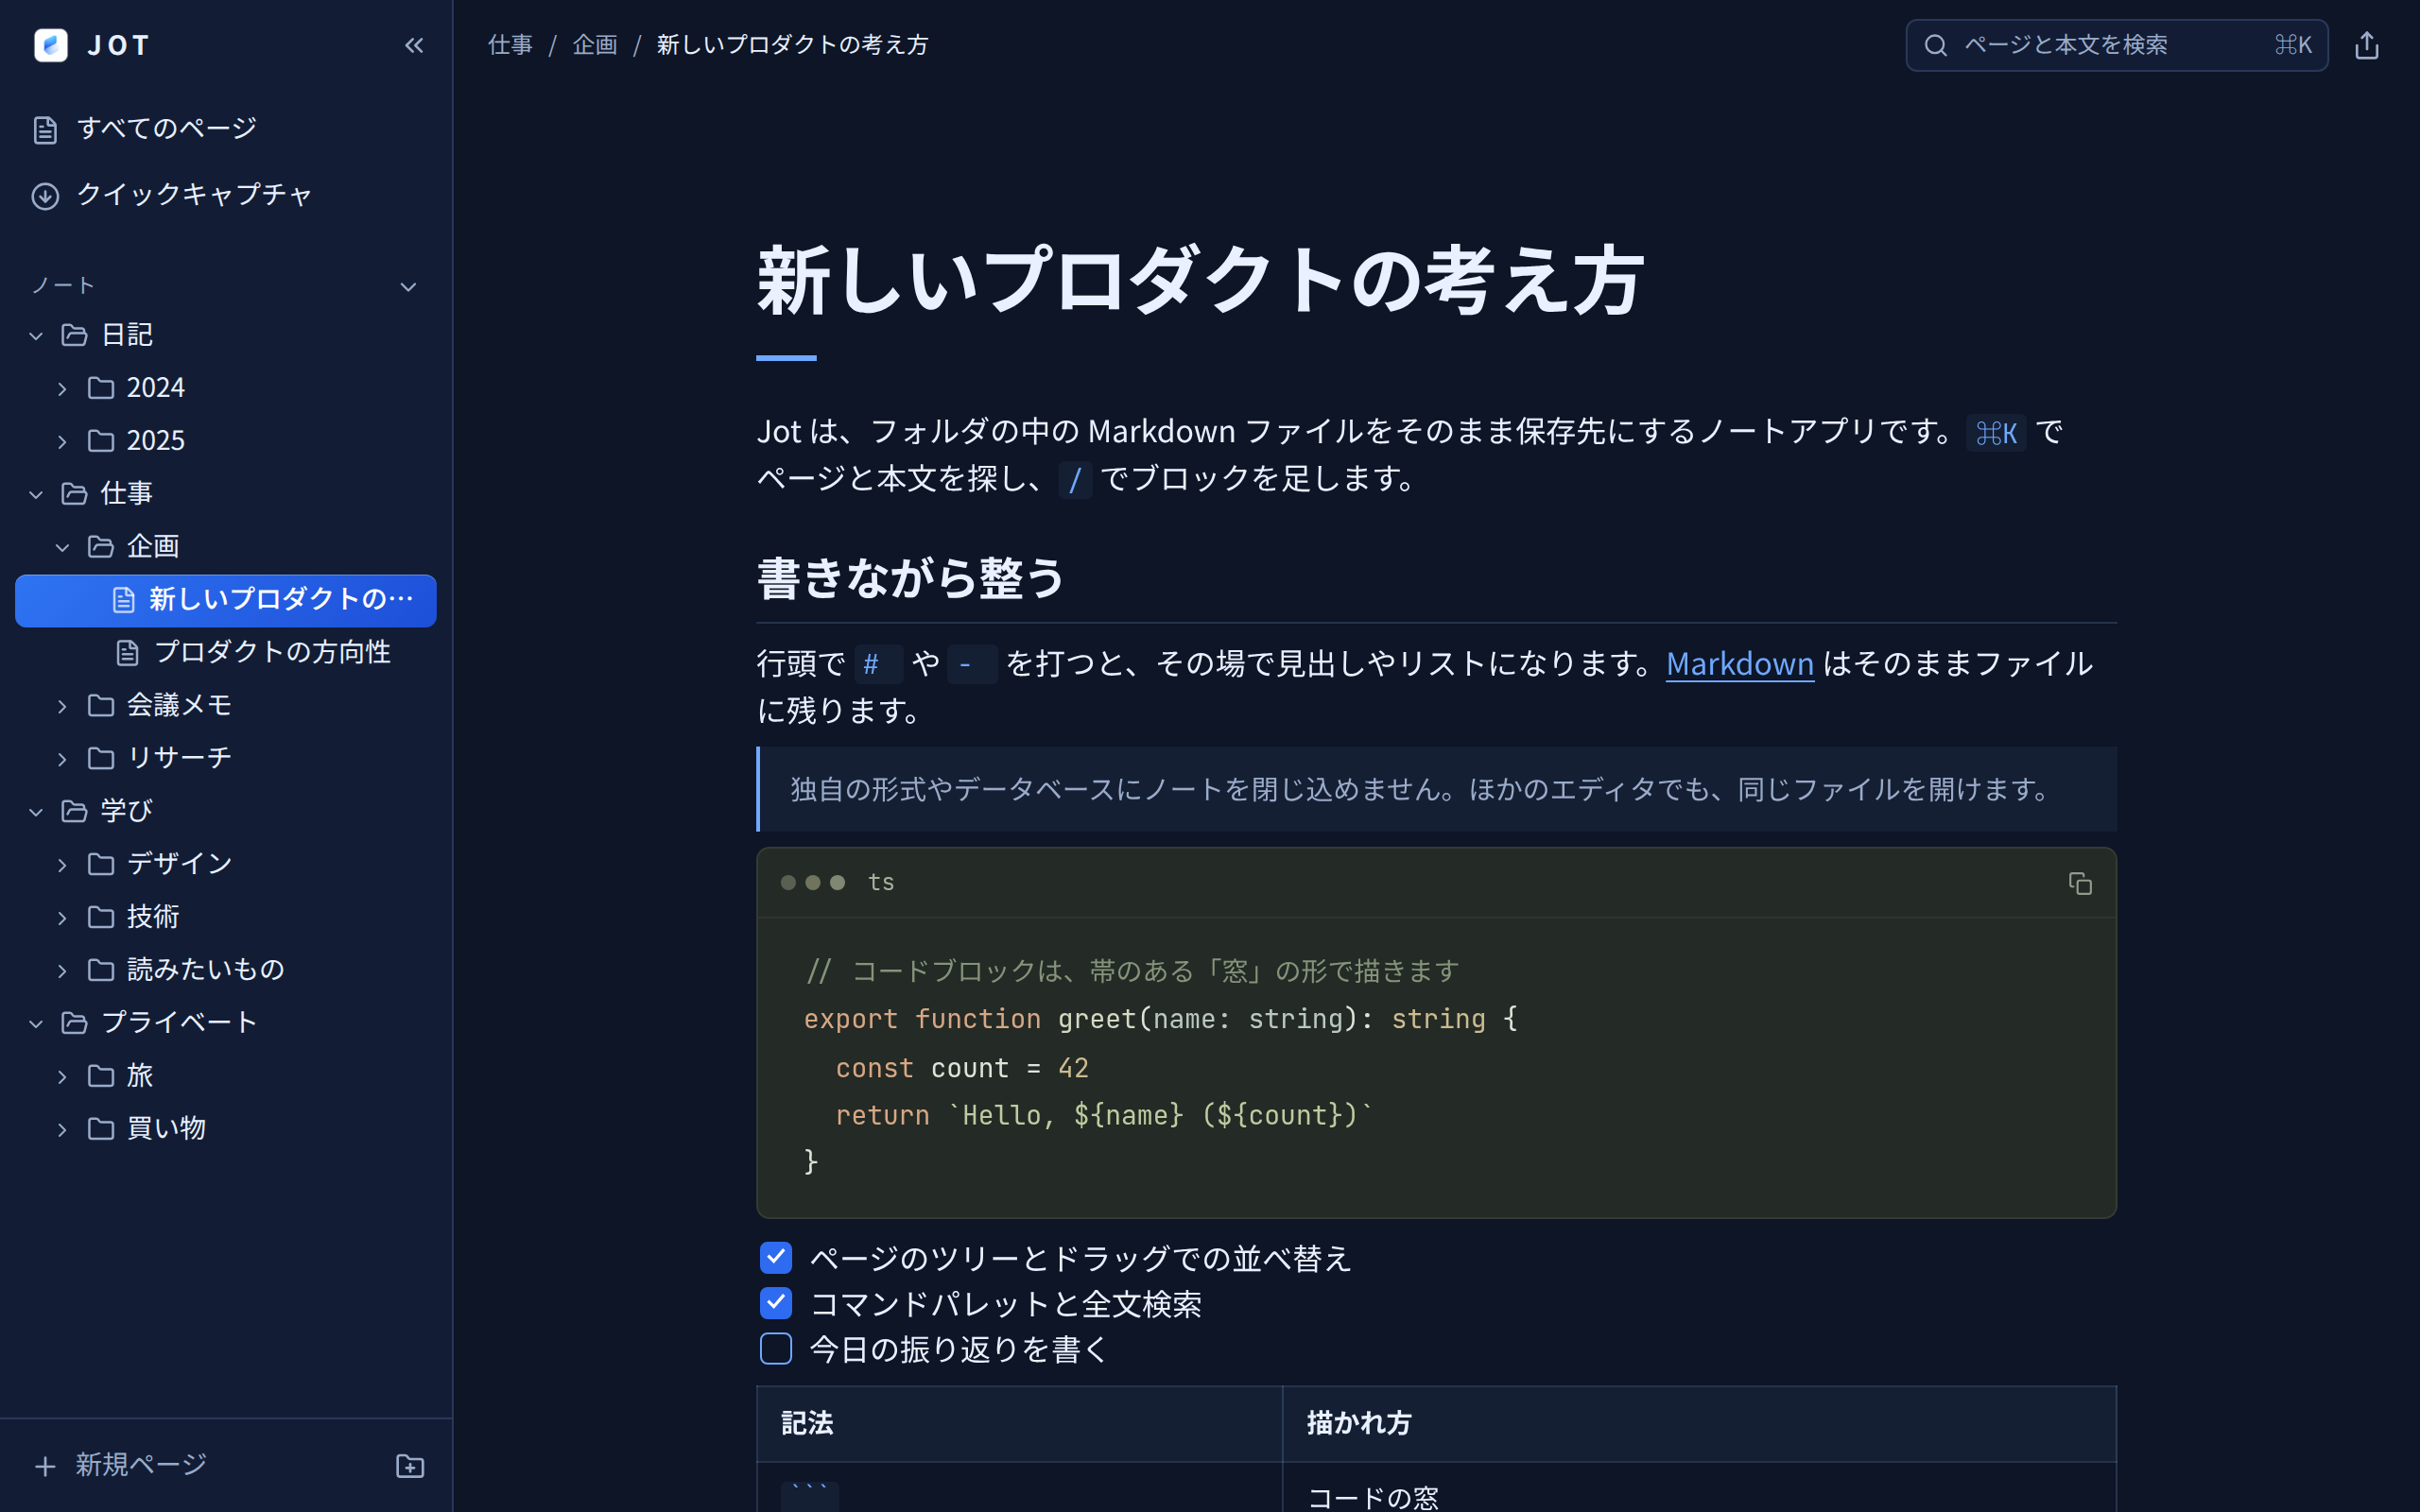 JOT
すべてのページ
クイックキャプチャ
ノート
日記
2024
2025
仕事
企画
新しいプロダクトの…
プロダクトの方向性
会議メモ
リサーチ
学び
デザイン
技術
読みたいもの
プライベート
旅
買い物
新規ページ
仕事 / 企画 / 新しいプロダクトの考え方
ページと本文を検索 ⌘K
新しいプロダクトの考え方
Jot は、フォルダの中の Markdown ファイルをそのまま保存先にするノートアプリです。 ⌘K で
ページと本文を探し、 / でブロックを足します。
書きながら整う
行頭で # や - を打つと、その場で見出しやリストになります。Markdown はそのままファイル
に残ります。
独自の形式やデータベースにノートを閉じ込めません。ほかのエディタでも、同じファイルを開けます。
ts
// コードブロックは、帯のある「窓」の形で描きます
export function greet(name: string): string {
  const count = 42
  return `Hello, ${name} (${count})`
}
ページのツリーとドラッグでの並べ替え
コマンドパレットと全文検索
今日の振り返りを書く
記法 描かれ方
``` コードの窓